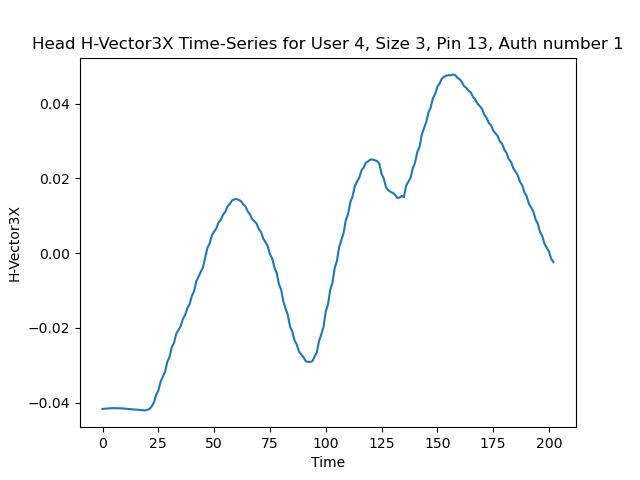 Head H-Vector3X Time-Series for User 4, Size 3, Pin 13, Auth number 1
H-Vector3X
0.04
0.02
0.00
−0.02
−0.04
0 25 50 75 100 125 150 175 200
Time